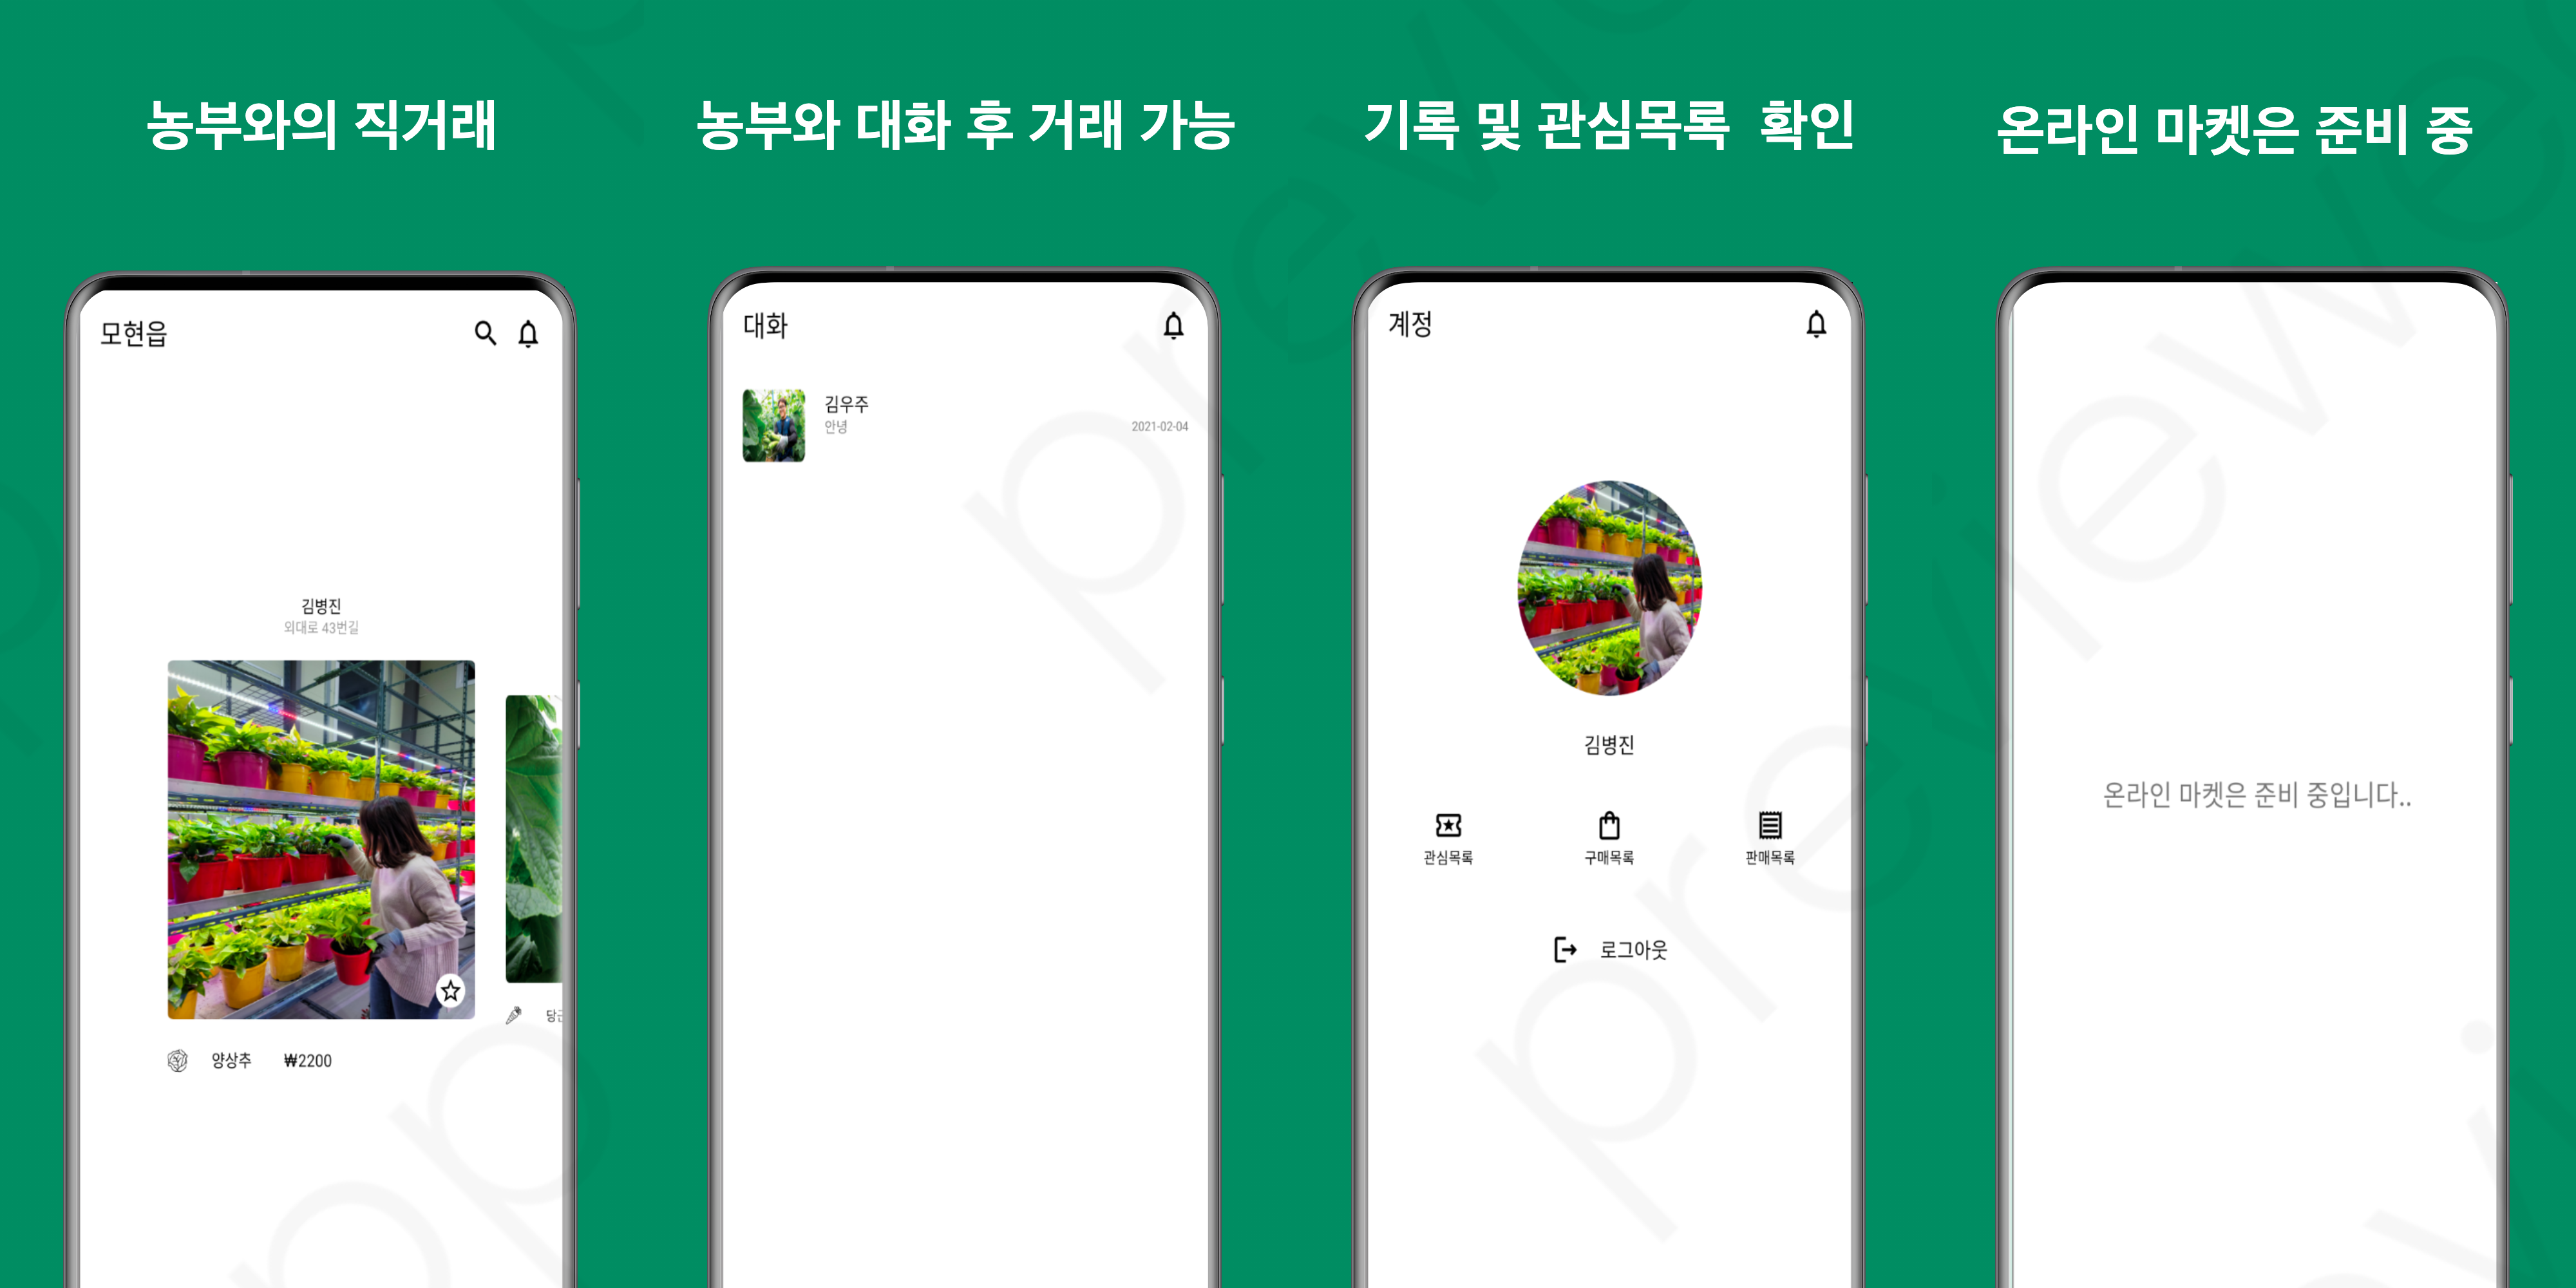 농부와의 직거래
모현읍
김병진
외대로 43번길
양상추 ₩2200
농부와 대화 후 거래 가능
대화
김우주
안녕
2021-02-04
기록 및 관심목록 확인
계정
김병진
관심목록 구매목록 판매목록
로그아웃
온라인 마켓은 준비 중
온라인 마켓은 준비 중입니다..
preview
preview